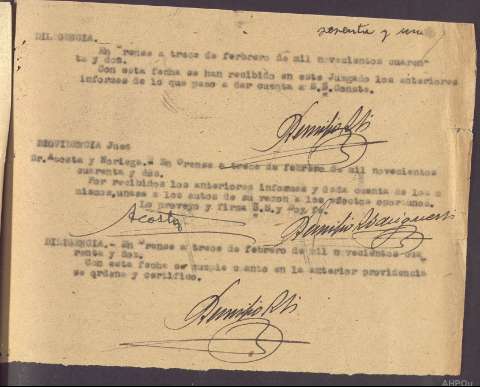 sesenta y uno
DILIGENCIA.
En Orense a trece de ferbrero de mil novecientos cuaren-
ta y dos.
Con esta fecha se han recibido en este Juzgado los anteriores
informes de lo que paso a dar cuenta a S.S.Conste.
PROVIDENCIA Juez
Sr.Acosta y Noriega.- En Orense a trece de febrero de mil novecientos
cuarenta y dos.
Por recibidos los anteriores informes y dada cuenta de los m
mismos,unase a los autos de su razon a los efectos oportunos.
Lo proveyo y firma S.S.y Doy fe.
Acosta
DILIGENCIA.- En Orense a trece de febrero de mil novecientos cua-
renta y dos.
Con esta fecha se cumple cuanto en la anterior providencia
se ordena y certifico.
AHPOu